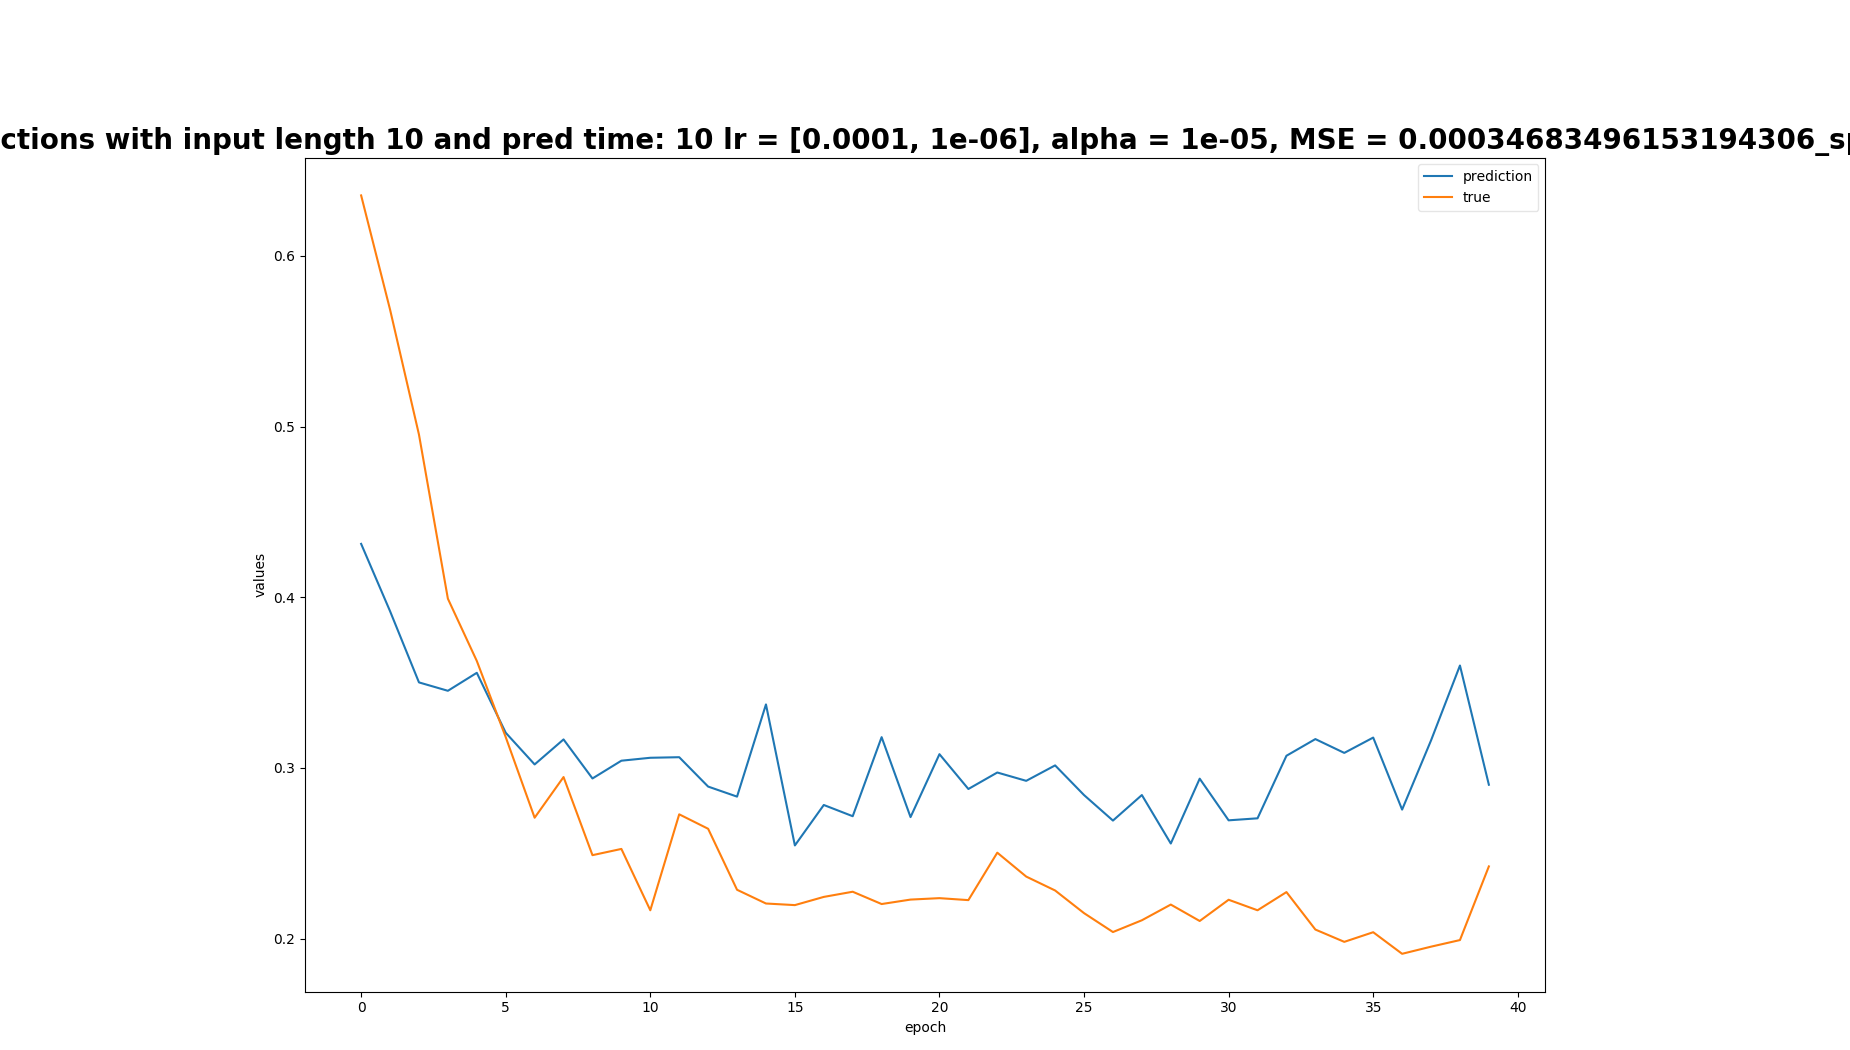 ctions with input length 10 and pred time: 10 lr = [0.0001, 1e-06], alpha = 1e-05, MSE = 0.00034683496153194306_sp
prediction
true
0.6
0.5
0.4
0.3
0.2
values
0 5 10 15 20 25 30 35 40
epoch